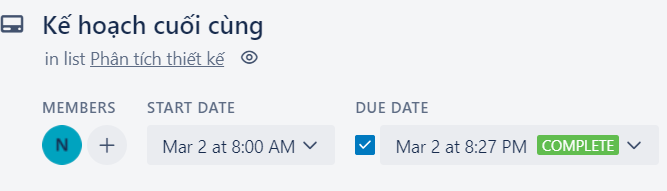 Kế hoạch cuối cùng
in list Phân tích thiết kế
MEMBERS START DATE DUE DATE
N + Mar 2 at 8:00 AM Mar 2 at 8:27 PM COMPLETE